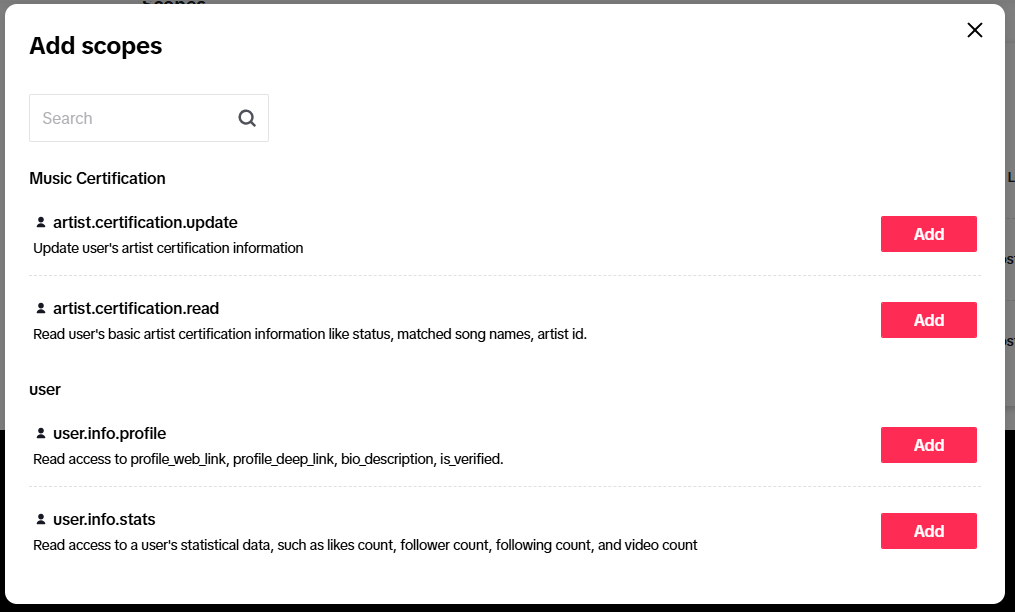 Add scopes
Search
Music Certification
artist.certification.update
Update user's artist certification information
Add
artist.certification.read
Read user's basic artist certification information like status, matched song names, artist id.
Add
user
user.info.profile
Read access to profile_web_link, profile_deep_link, bio_description, is_verified.
Add
user.info.stats
Read access to a user's statistical data, such as likes count, follower count, following count, and video count
Add